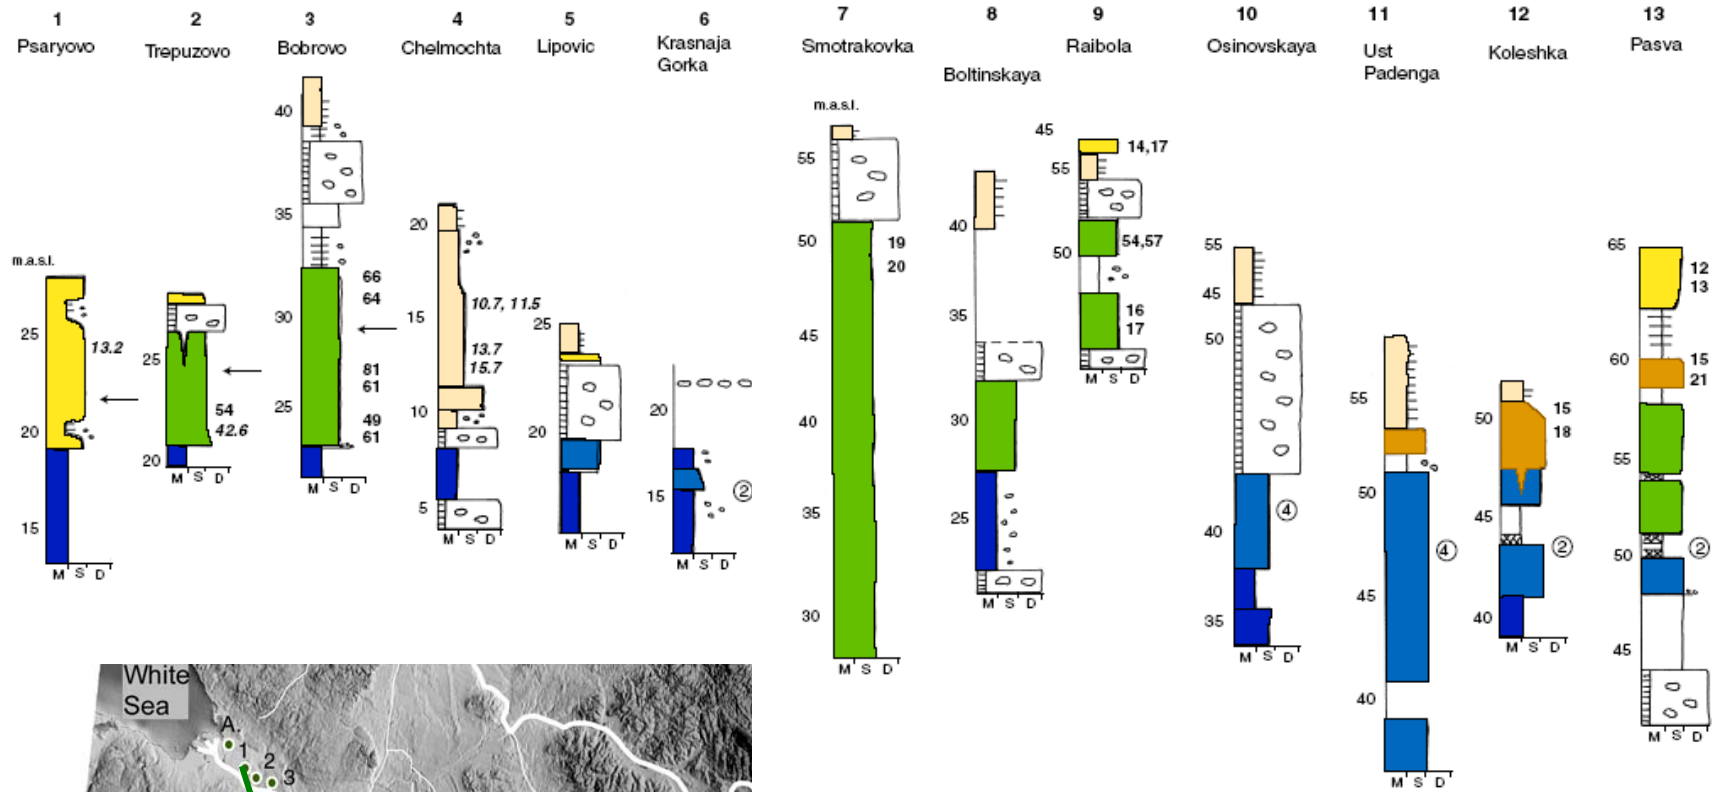 1
Psaryovo
m.a.s.l.
25
20
15
13.2
M S D
2
Trepuzovo
25
20
54
42.6
M S D
3
Bobrovo
40
35
30
25
66
64
81
61
49
61
M S D
4
Chelmochta
20
15
10
5
10.7, 11.5
13.7
15.7
M S D
5
Lipovic
25
20
M S D
6
Krasnaja
Gorka
20
15
2
M S D
7
Smotrakovka
m.a.s.l.
55
50
45
40
35
30
19
20
M S D
8
Boltinskaya
40
35
30
25
M S D
9
Raibola
45
55
50
14,17
54,57
16
17
M S D
10
Osinovskaya
55
45
50
40
35
4
M S D
11
Ust
Padenga
55
50
45
40
4
M S D
12
Koleshka
50
45
40
15
18
2
M S D
13
Pasva
65
60
55
50
45
12
13
15
21
2
M S D
White
Sea
A.
1
2
3